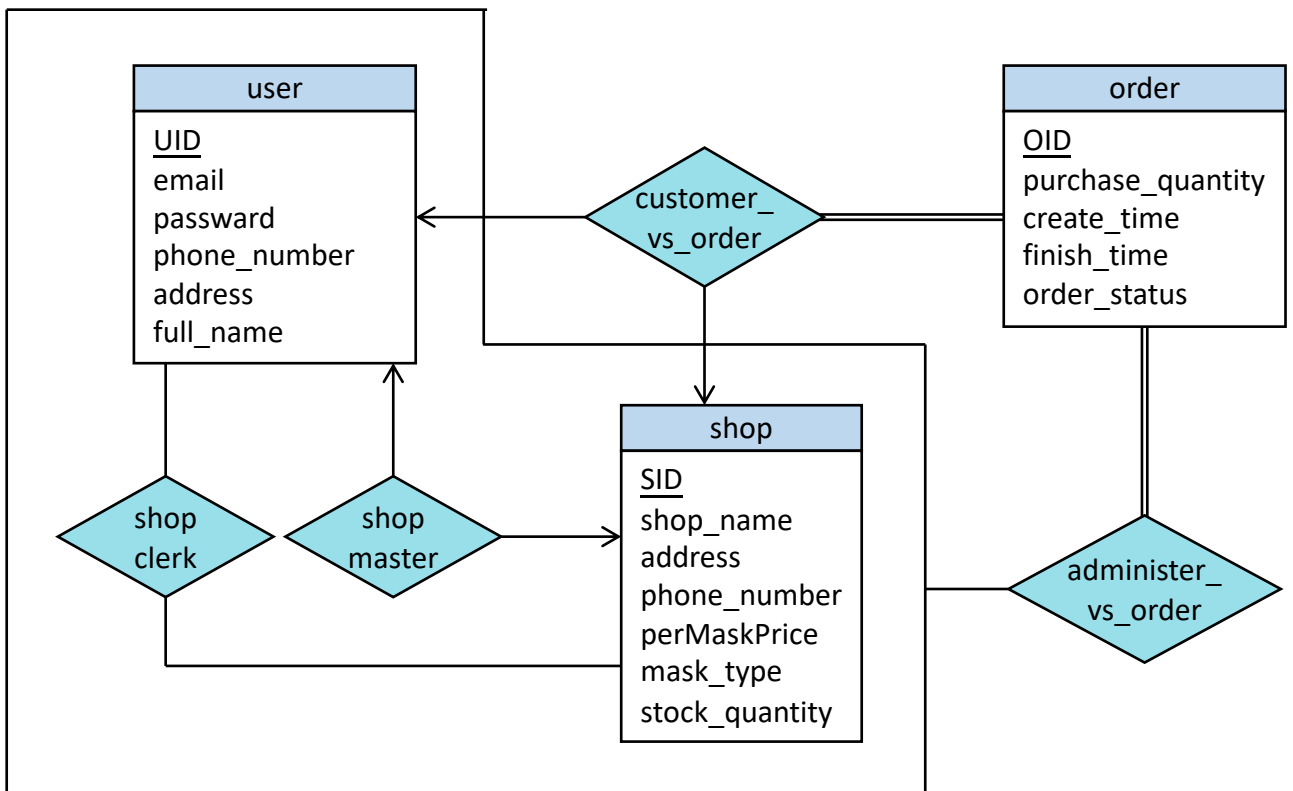 user
UID
email
passward
phone_number
address
full_name
order
OID
purchase_quantity
create_time
finish_time
order_status
customer_
vs_order
shop
SID
shop_name
address
phone_number
perMaskPrice
mask_type
stock_quantity
shop
clerk
shop
master
administer_
vs_order